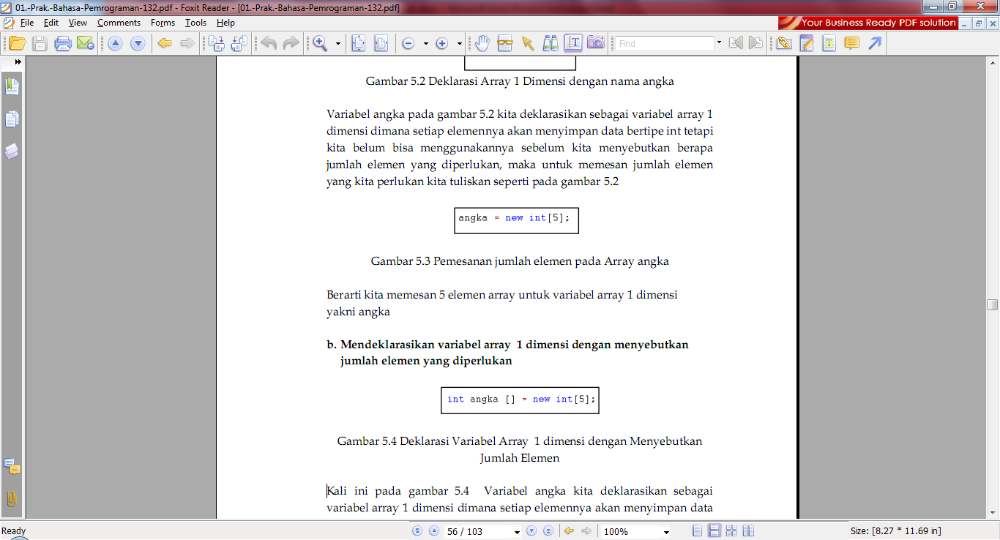 01.-Prak.-Bahasa-Pemrograman-132.pdf - Foxit Reader - [01.-Prak.-Bahasa-Pemrograman-132.pdf]
File Edit View Comments Forms Tools Help
Your Business Ready PDF solution
Find
Gambar 5.2 Deklarasi Array 1 Dimensi dengan nama angka
Variabel angka pada gambar 5.2 kita deklarasikan sebagai variabel array 1
dimensi dimana setiap elemennya akan menyimpan data bertipe int tetapi
kita belum bisa menggunakannya sebelum kita menyebutkan berapa
jumlah elemen yang diperlukan, maka untuk memesan jumlah elemen
yang kita perlukan kita tuliskan seperti pada gambar 5.2
angka = new int[5];
Gambar 5.3 Pemesanan jumlah elemen pada Array angka
Berarti kita memesan 5 elemen array untuk variabel array 1 dimensi
yakni angka
b. Mendeklarasikan variabel array 1 dimensi dengan menyebutkan
jumlah elemen yang diperlukan
int angka [] = new int[5];
Gambar 5.4 Deklarasi Variabel Array 1 dimensi dengan Menyebutkan
Jumlah Elemen
Kali ini pada gambar 5.4 Variabel angka kita deklarasikan sebagai
variabel array 1 dimensi dimana setiap elemennya akan menyimpan data
Ready
56 / 103
100%
Size: [8.27 * 11.69 in]